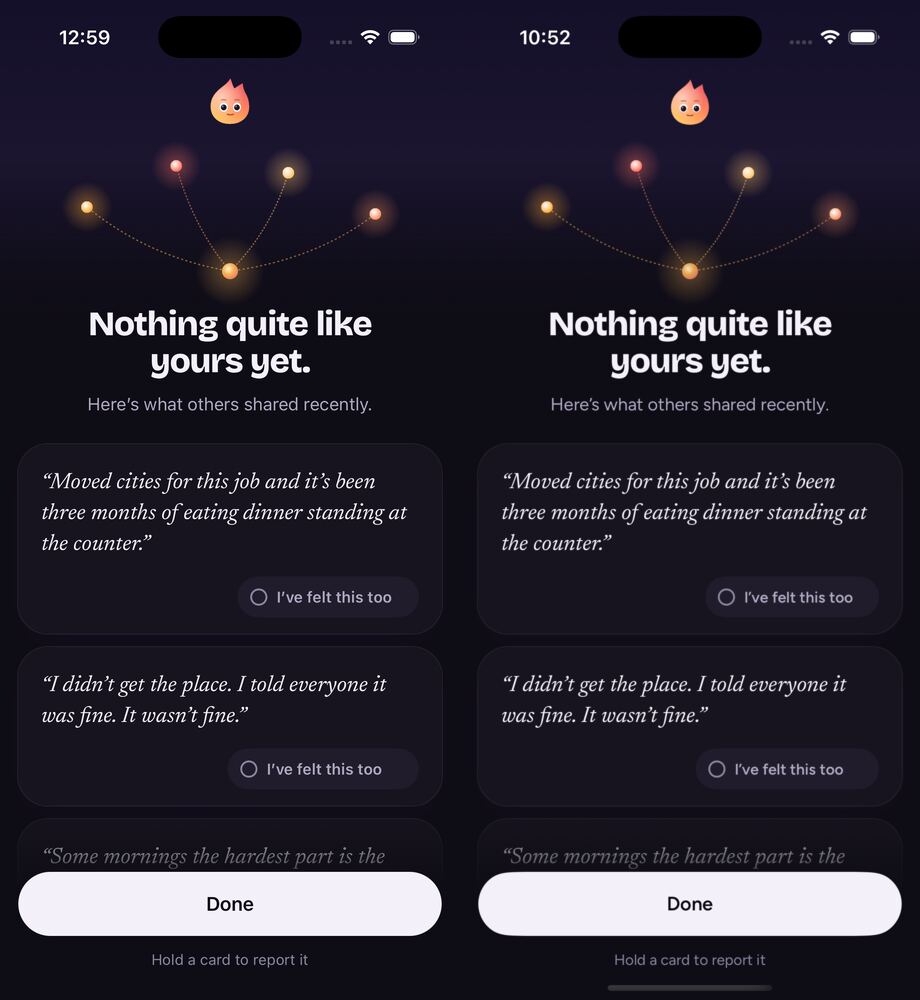 12:59
Nothing quite like
yours yet.
Here’s what others shared recently.
“Moved cities for this job and it’s been
three months of eating dinner standing at
the counter.”
I’ve felt this too
“I didn’t get the place. I told everyone it
was fine. It wasn’t fine.”
I’ve felt this too
“Some mornings the hardest part is the
Done
Hold a card to report it
10:52
Nothing quite like
yours yet.
Here’s what others shared recently.
“Moved cities for this job and it’s been
three months of eating dinner standing at
the counter.”
I’ve felt this too
“I didn’t get the place. I told everyone it
was fine. It wasn’t fine.”
I’ve felt this too
“Some mornings the hardest part is the
Done
Hold a card to report it